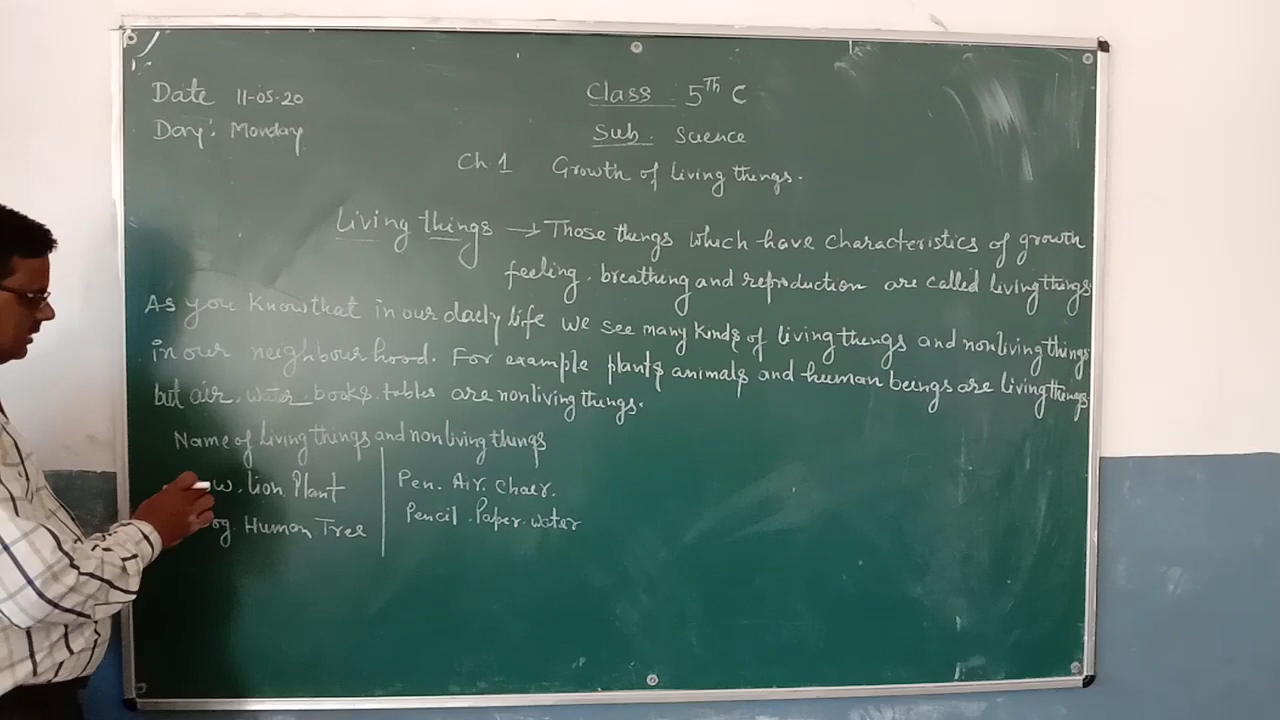 Date 11-05-20
Class : 5Th C
Day: Monday
Sub. Science
Ch 1 Growth of living things.
Living things → Those things which have characteristics of growth
feeling, breathing and reproduction are called living things
As you know that in our daily life we see many kinds of living things and nonliving things
in our neighbourhood. For example plants animals and human beings are living things
but air, water, books, tables are nonliving things.
Name of living things and nonliving things
lion, Plant
Pen. Air. Chair.
Human Tree
Pencil. Paper. water